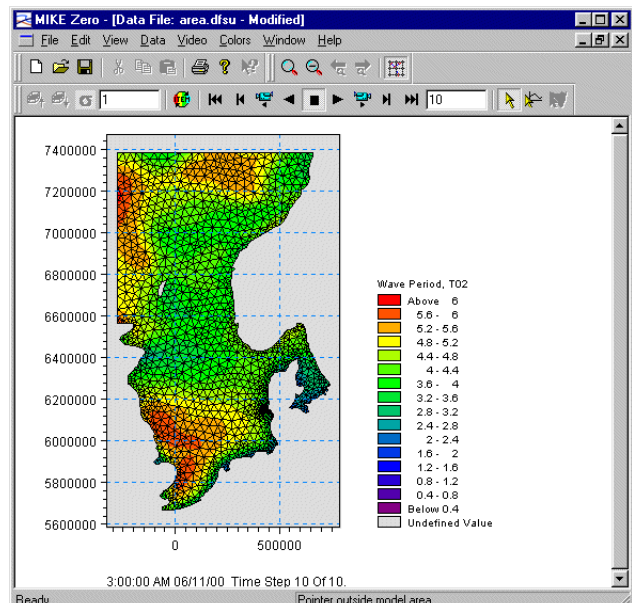 MIKE Zero - [Data File: area.dfsu - Modified]
File Edit View Data Video Colors Window Help
1
10
7400000
7200000
7000000
6800000
6600000
6400000
6200000
6000000
5800000
5600000
0 500000
Wave Period, T02
Above 6
5.6 - 6
5.2 - 5.6
4.8 - 5.2
4.4 - 4.8
4 - 4.4
3.6 - 4
3.2 - 3.6
2.8 - 3.2
2.4 - 2.8
2 - 2.4
1.6 - 2
1.2 - 1.6
0.8 - 1.2
0.4 - 0.8
Below 0.4
Undefined Value
3:00:00 AM 06/11/00 Time Step 10 Of 10.
Ready Pointer outside model area